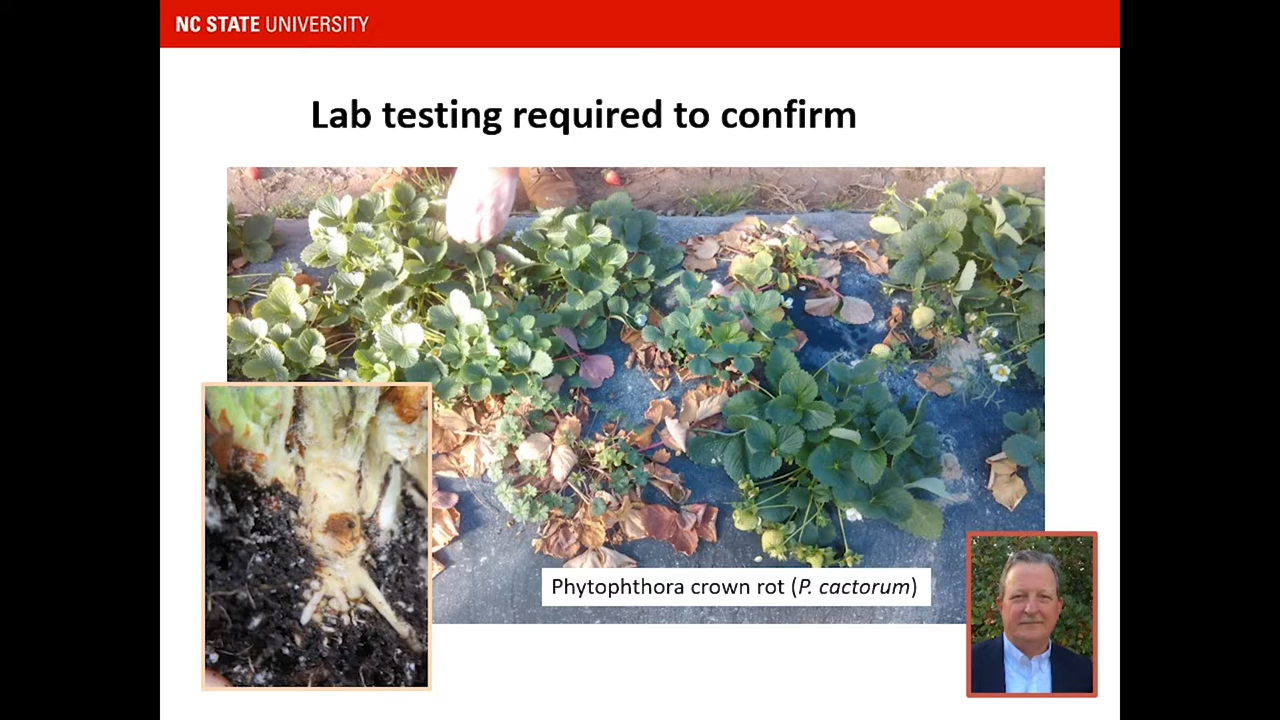 NC STATE UNIVERSITY
Lab testing required to confirm
Phytophthora crown rot (P. cactorum)